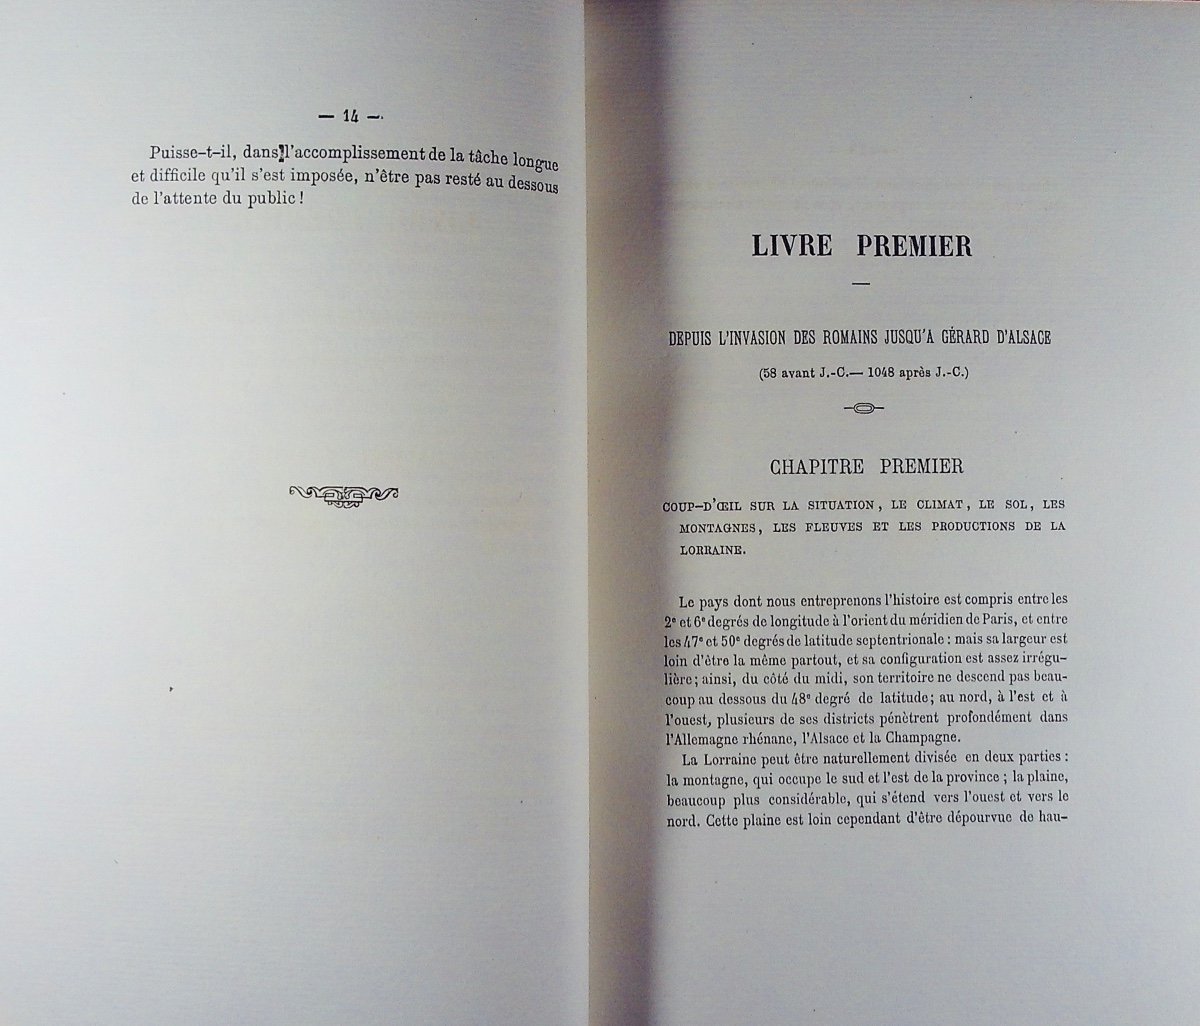 — 14 —
Puisse-t-il, dans l'accomplissement de la tâche longue
et difficile qu'il s'est imposée, n'être pas resté au dessous
de l'attente du public !
LIVRE PREMIER
DEPUIS L'INVASION DES ROMAINS JUSQU'A GÉRARD D'ALSACE
(58 avant J.-C.— 1048 après J.-C.)
CHAPITRE PREMIER
COUP-D'ŒIL SUR LA SITUATION, LE CLIMAT, LE SOL, LES
MONTAGNES, LES FLEUVES ET LES PRODUCTIONS DE LA
LORRAINE.
Le pays dont nous entreprenons l'histoire est compris entre les
2e et 6e degrés de longitude à l'orient du méridien de Paris, et entre
les 47e et 50e degrés de latitude septentrionale : mais sa largeur est
loin d'être la même partout, et sa configuration est assez irrégu-
lière ; ainsi, du côté du midi, son territoire ne descend pas beau-
coup au dessous du 48e degré de latitude ; au nord, à l'est et à
l'ouest, plusieurs de ses districts pénètrent profondément dans
l'Allemagne rhénane, l'Alsace et la Champagne.
La Lorraine peut être naturellement divisée en deux parties :
la montagne, qui occupe le sud et l'est de la province ; la plaine,
beaucoup plus considérable, qui s'étend vers l'ouest et vers le
nord. Cette plaine est loin cependant d'être dépourvue de hau-